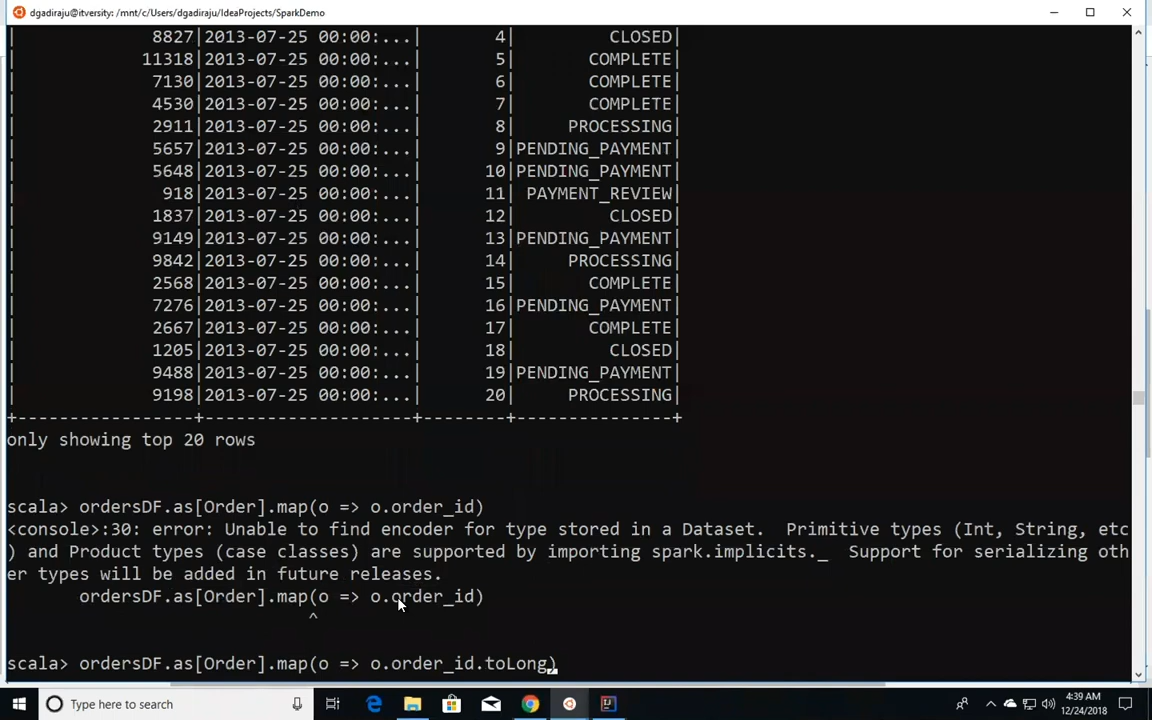 dgadiraju@itversity: /mnt/c/Users/dgadiraju/IdeaProjects/SparkDemo
| 8827|2013-07-25 00:00:...| 4| CLOSED|
| 11318|2013-07-25 00:00:...| 5| COMPLETE|
| 7130|2013-07-25 00:00:...| 6| COMPLETE|
| 4530|2013-07-25 00:00:...| 7| COMPLETE|
| 2911|2013-07-25 00:00:...| 8| PROCESSING|
| 5657|2013-07-25 00:00:...| 9|PENDING_PAYMENT|
| 5648|2013-07-25 00:00:...| 10|PENDING_PAYMENT|
| 918|2013-07-25 00:00:...| 11| PAYMENT_REVIEW|
| 1837|2013-07-25 00:00:...| 12| CLOSED|
| 9149|2013-07-25 00:00:...| 13|PENDING_PAYMENT|
| 9842|2013-07-25 00:00:...| 14| PROCESSING|
| 2568|2013-07-25 00:00:...| 15| COMPLETE|
| 7276|2013-07-25 00:00:...| 16|PENDING_PAYMENT|
| 2667|2013-07-25 00:00:...| 17| COMPLETE|
| 1205|2013-07-25 00:00:...| 18| CLOSED|
| 9488|2013-07-25 00:00:...| 19|PENDING_PAYMENT|
| 9198|2013-07-25 00:00:...| 20| PROCESSING|
+-----------------+--------------------+--------+---------------+
only showing top 20 rows
scala> ordersDF.as[Order].map(o => o.order_id)
<console>:30: error: Unable to find encoder for type stored in a Dataset.  Primitive types (Int, String, etc
) and Product types (case classes) are supported by importing spark.implicits._  Support for serializing oth
er types will be added in future releases.
ordersDF.as[Order].map(o => o.order_id)
^
scala> ordersDF.as[Order].map(o => o.order_id.toLong)
Type here to search
4:39 AM
12/24/2018